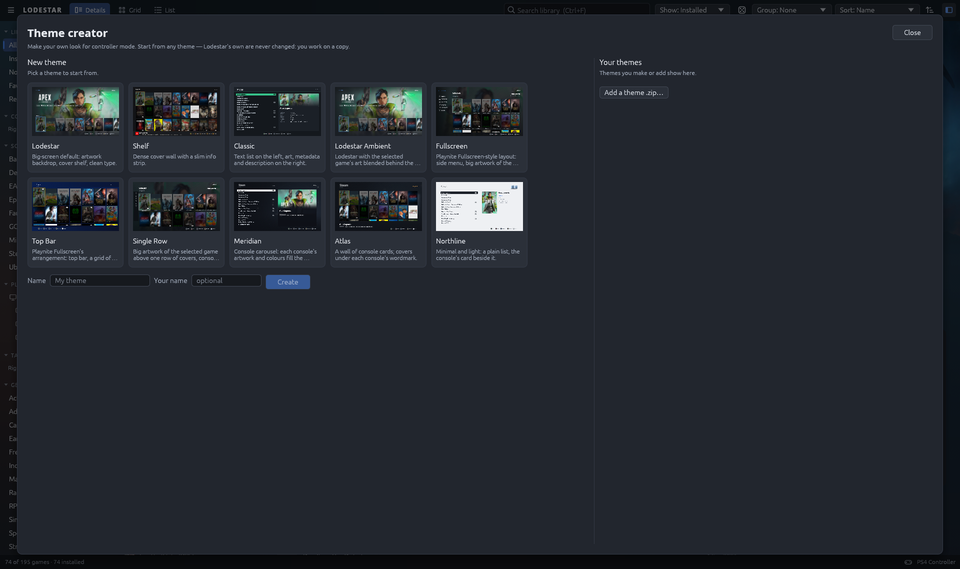 LODESTAR
Details
Grid
List
Search library (Ctrl+F)
Show: Installed
Group: None
Sort: Name
Theme creator
Close
Make your own look for controller mode. Start from any theme — Lodestar's own are never changed: you work on a copy.
New theme
Pick a theme to start from.
Lodestar
Big-screen default: artwork
backdrop, cover shelf, clean type.
Shelf
Dense cover wall with a slim info
strip.
Classic
Text list on the left, art, metadata
and description on the right.
Lodestar Ambient
Lodestar with the selected
game's art blended behind the ...
Fullscreen
Playnite Fullscreen-style layout:
side menu, big artwork of the ...
Top Bar
Playnite Fullscreen's
arrangement: top bar, a grid of ...
Single Row
Big artwork of the selected game
above one row of covers, conso...
Meridian
Console carousel: each console's
artwork and colours fill the ...
Atlas
A wall of console cards; covers
under each console's wordmark.
Northline
Minimal and light: a plain list; the
console's card beside it.
Name
My theme
Your name
optional
Create
Your themes
Themes you make or add show here.
Add a theme .zip...
74 of 195 games
74 installed
PS4 Controller